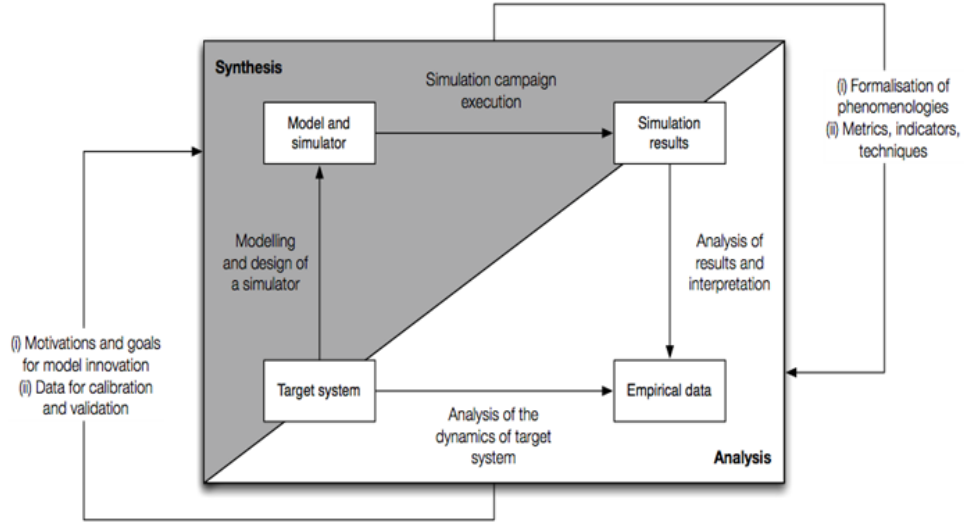 Synthesis
Simulation campaign
execution
Model and
simulator
Simulation
results
(i) Formalisation of
phenomenologies
(ii) Metrics, indicators,
techniques
Modelling
and design of
a simulator
Analysis of
results and
interpretation
(i) Motivations and goals
for model innovation
(ii) Data for calibration
and validation
Target system
Empirical data
Analysis of the
dynamics of target
system
Analysis